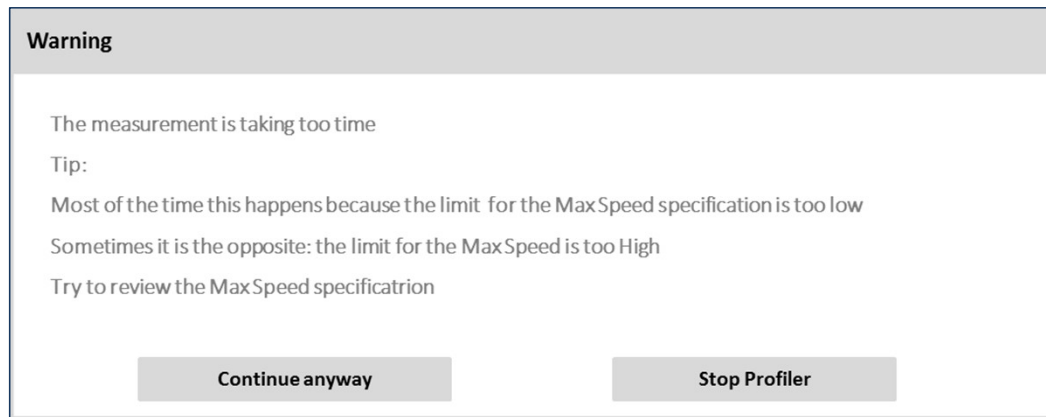 Warning
The measurement is taking too time
Tip:
Most of the time this happens because the limit for the Max Speed specification is too low
Sometimes it is the opposite: the limit for the Max Speed is too High
Try to review the Max Speed specificatrion
Continue anyway
Stop Profiler